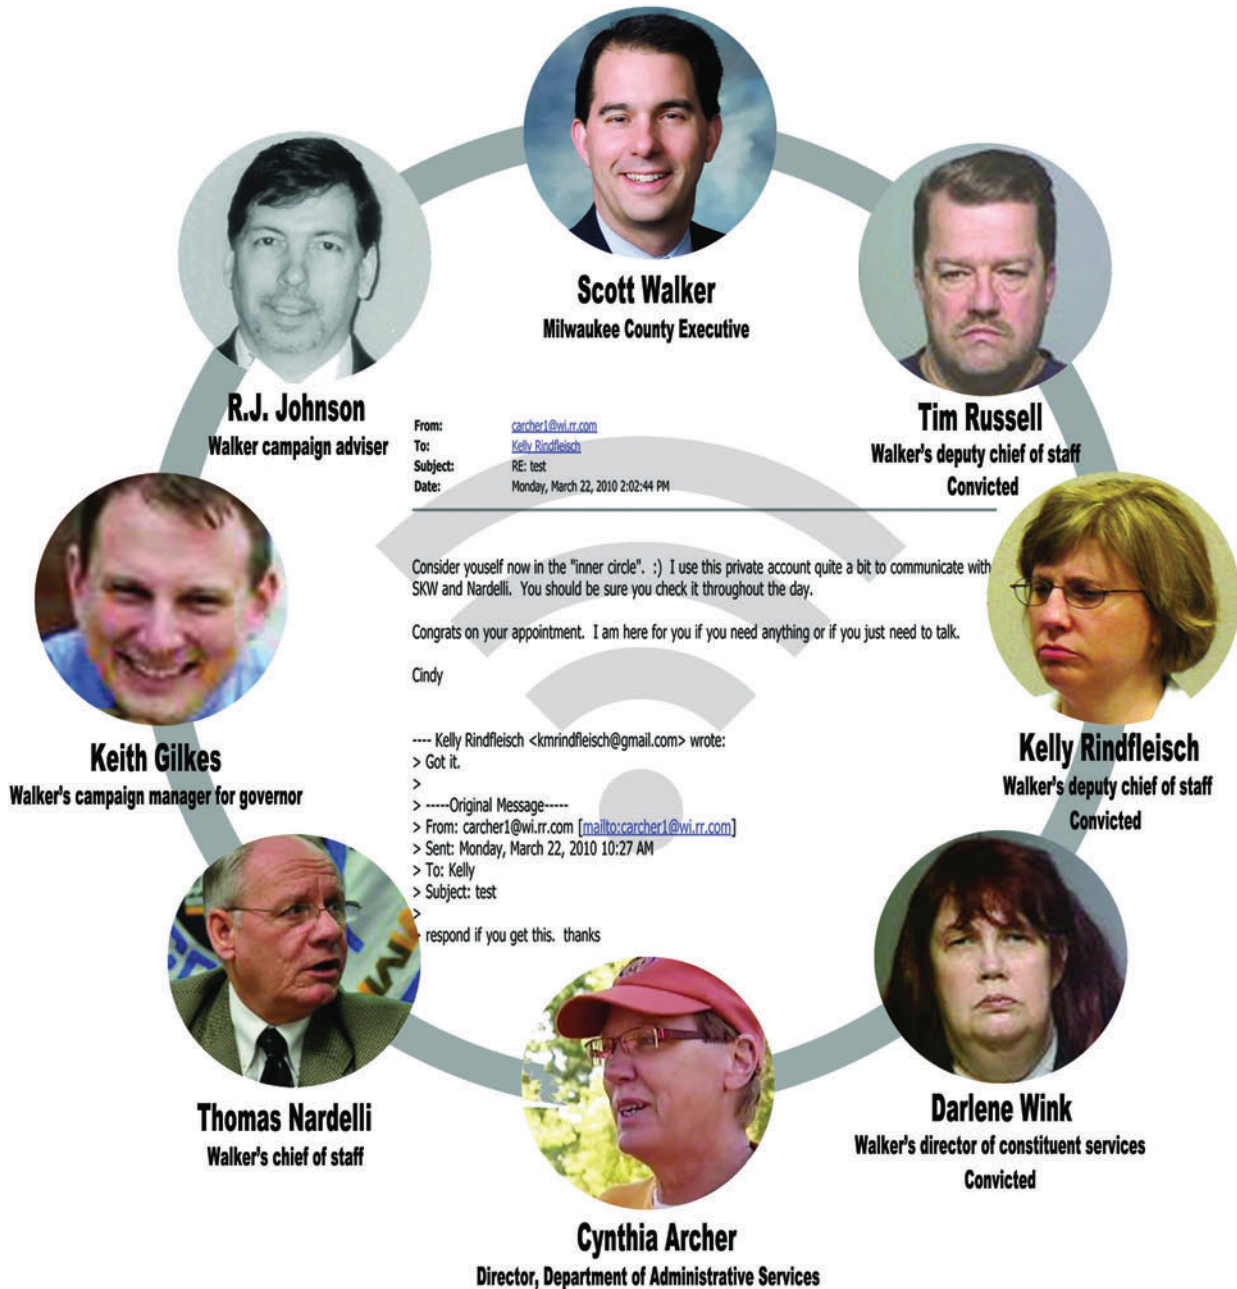 Scott Walker
Milwaukee County Executive
R.J. Johnson
Walker campaign adviser
Tim Russell
Walker's deputy chief of staff
Convicted
From: carcher1@wi.rr.com
To: Kelly Rindfleisch
Subject: RE: test
Date: Monday, March 22, 2010 2:02:44 PM
Consider youself now in the "inner circle". :) I use this private account quite a bit to communicate with
SKW and Nardelli. You should be sure you check it throughout the day.
Congrats on your appointment. I am here for you if you need anything or if you just need to talk.
Cindy
---- Kelly Rindfleisch <kmrindfleisch@gmail.com> wrote:
> Got it.
>
> -----Original Message-----
> From: carcher1@wi.rr.com [mailto:carcher1@wi.rr.com]
> Sent: Monday, March 22, 2010 10:27 AM
> To: Kelly
> Subject: test
>
> respond if you get this. thanks
Keith Gilkes
Walker's campaign manager for governor
Kelly Rindfleisch
Walker's deputy chief of staff
Convicted
Thomas Nardelli
Walker's chief of staff
Darlene Wink
Walker's director of constituent services
Convicted
Cynthia Archer
Director, Department of Administrative Services